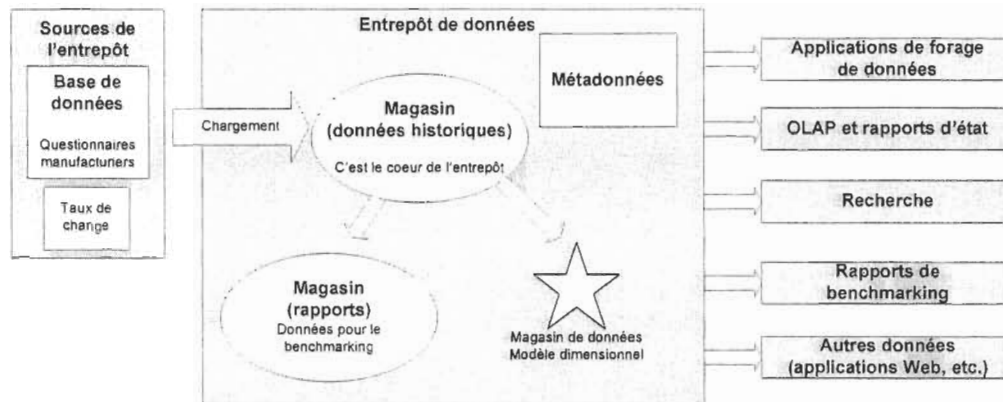 Sources de
l'entrepôt
Base de
données
Questionnaires
manufacturiers
Taux de
change
Chargement
Entrepôt de données
Métadonnées
Magasin
(données historiques)
C'est le coeur de l'entrepôt
Magasin
(rapports)
Données pour le
benchmarking
Magasin de données
Modèle dimensionnel
Applications de forage
de données
OLAP et rapports d'état
Recherche
Rapports de
benchmarking
Autres données
(applications Web, etc.)